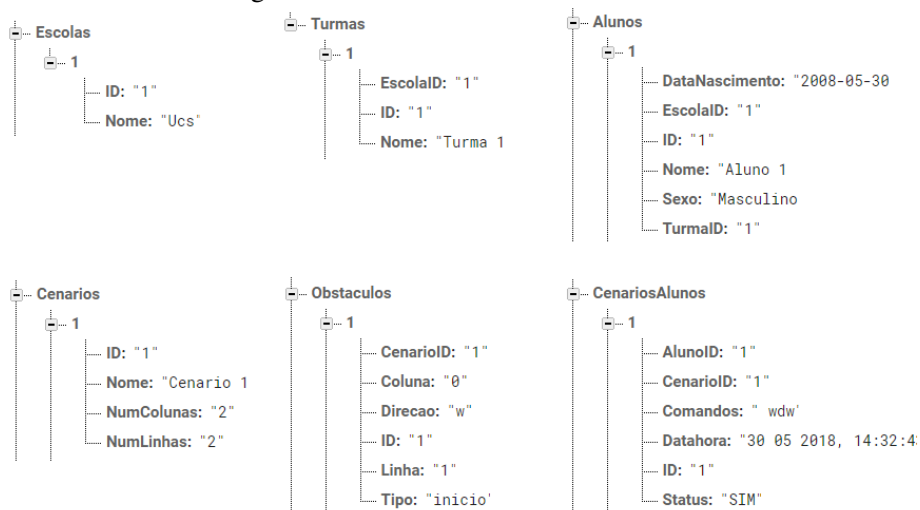 Escolas
1
ID: "1"
Nome: "Ucs"
Turmas
1
EscolaID: "1"
ID: "1"
Nome: "Turma 1
Alunos
1
DataNascimento: "2008-05-30
EscolaID: "1"
ID: "1"
Nome: "Aluno 1
Sexo: "Masculino
TurmaID: "1"
Cenarios
1
ID: "1"
Nome: "Cenario 1
NumColunas: "2"
NumLinhas: "2"
Obstaculos
1
CenarioID: "1"
Coluna: "0"
Direcao: "w"
ID: "1"
Linha: "1"
Tipo: "inicio'
CenariosAlunos
1
AlunoID: "1"
CenarioID: "1"
Comandos: " wdw'
Datahora: "30 05 2018, 14:32:43
ID: "1"
Status: "SIM"